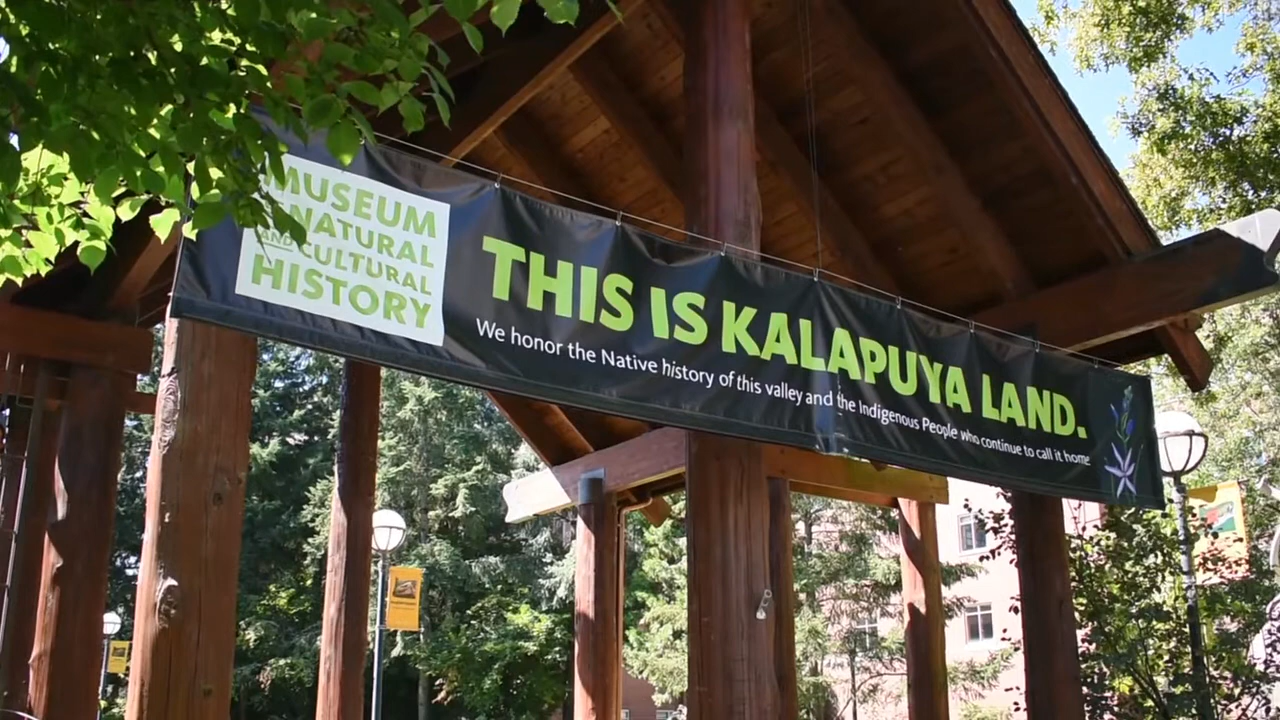 MUSEUM
NATURAL
AND CULTURAL
HISTORY
THIS IS KALAPUYA LAND.
We honor the Native history of this valley and the Indigenous People who continue to call it home